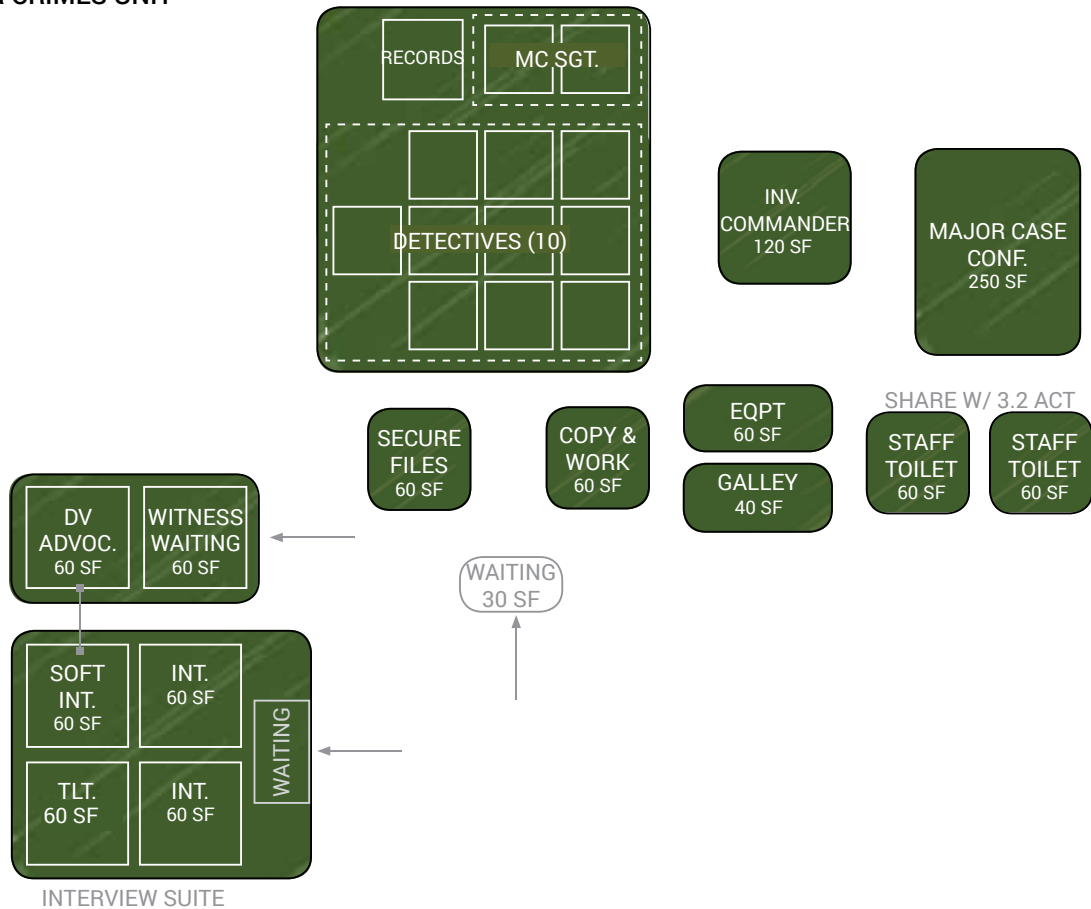 CRIMES UNIT
RECORDS
MC SGT.
DETECTIVES (10)
INV.
COMMANDER
120 SF
MAJOR CASE
CONF.
250 SF
SECURE
FILES
60 SF
COPY &
WORK
60 SF
EQPT
60 SF
GALLEY
40 SF
SHARE W/ 3.2 ACT
STAFF
TOILET
60 SF
STAFF
TOILET
60 SF
DV
ADVOC.
60 SF
WITNESS
WAITING
60 SF
WAITING
30 SF
SOFT
INT.
60 SF
INT.
60 SF
WAITING
TLT.
60 SF
INT.
60 SF
INTERVIEW SUITE